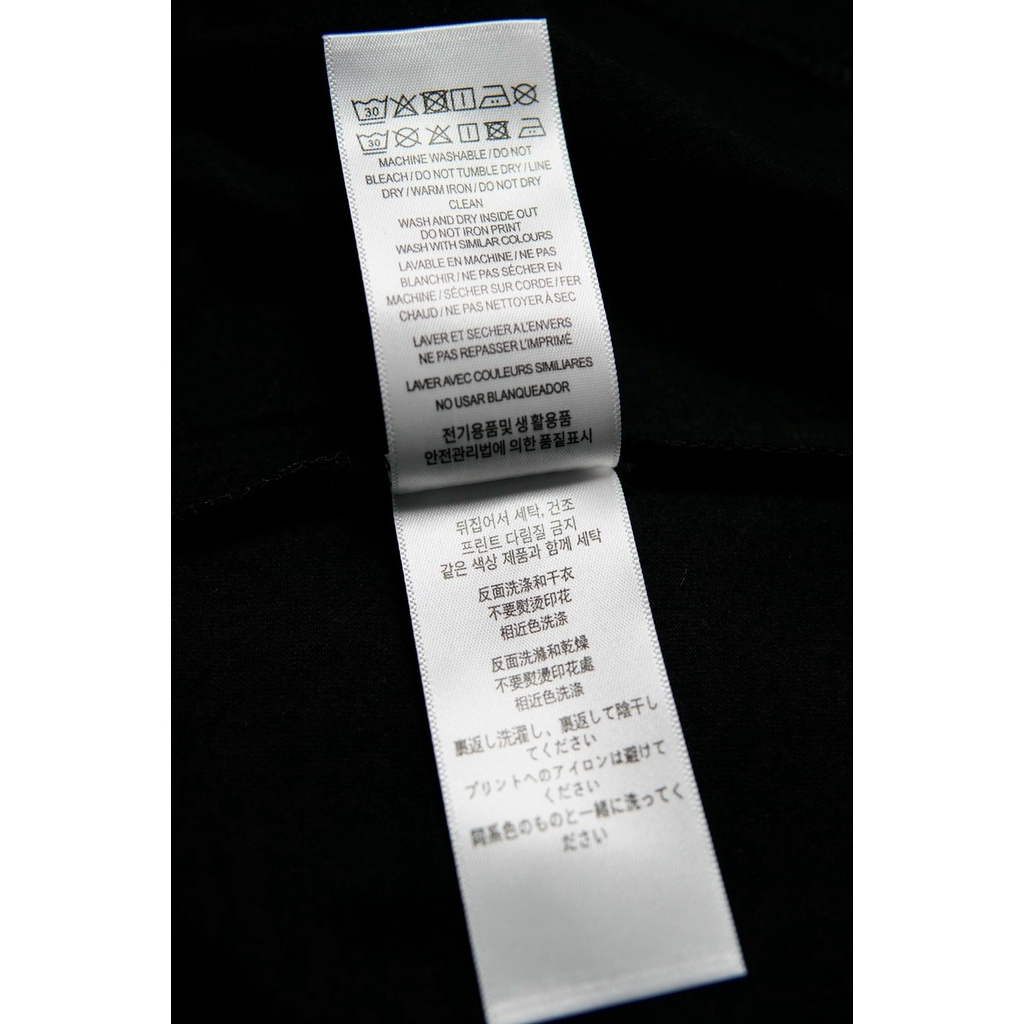 30
30
MACHINE WASHABLE / DO NOT
BLEACH / DO NOT TUMBLE DRY / LINE
DRY / WARM IRON / DO NOT DRY
CLEAN
WASH AND DRY INSIDE OUT
DO NOT IRON PRINT
WASH WITH SIMILAR COLOURS
LAVABLE EN MACHINE / NE PAS
BLANCHIR / NE PAS SÉCHER EN
MACHINE / SÉCHER SUR CORDE / FER
CHAUD / NE PAS NETTOYER À SEC
LAVER ET SECHER A L'ENVERS
NE PAS REPASSER L'IMPRIMÉ
LAVER AVEC COULEURS SIMILIARES
NO USAR BLANQUEADOR
전기용품및 생활용품
안전관리법에 의한 품질표시
뒤집어서 세탁, 건조
프린트 다림질 금지
같은 색상 제품과 함께 세탁
反面洗涤和干衣
不要熨烫印花
相近色洗涤
反面洗滌和乾燥
不要熨燙印花處
相近色洗涤
裏返し洗濯し、裏返して陰干し
てください
プリントへのアイロンは避けて
ください
同系色のものと一緒に洗ってく
ださい